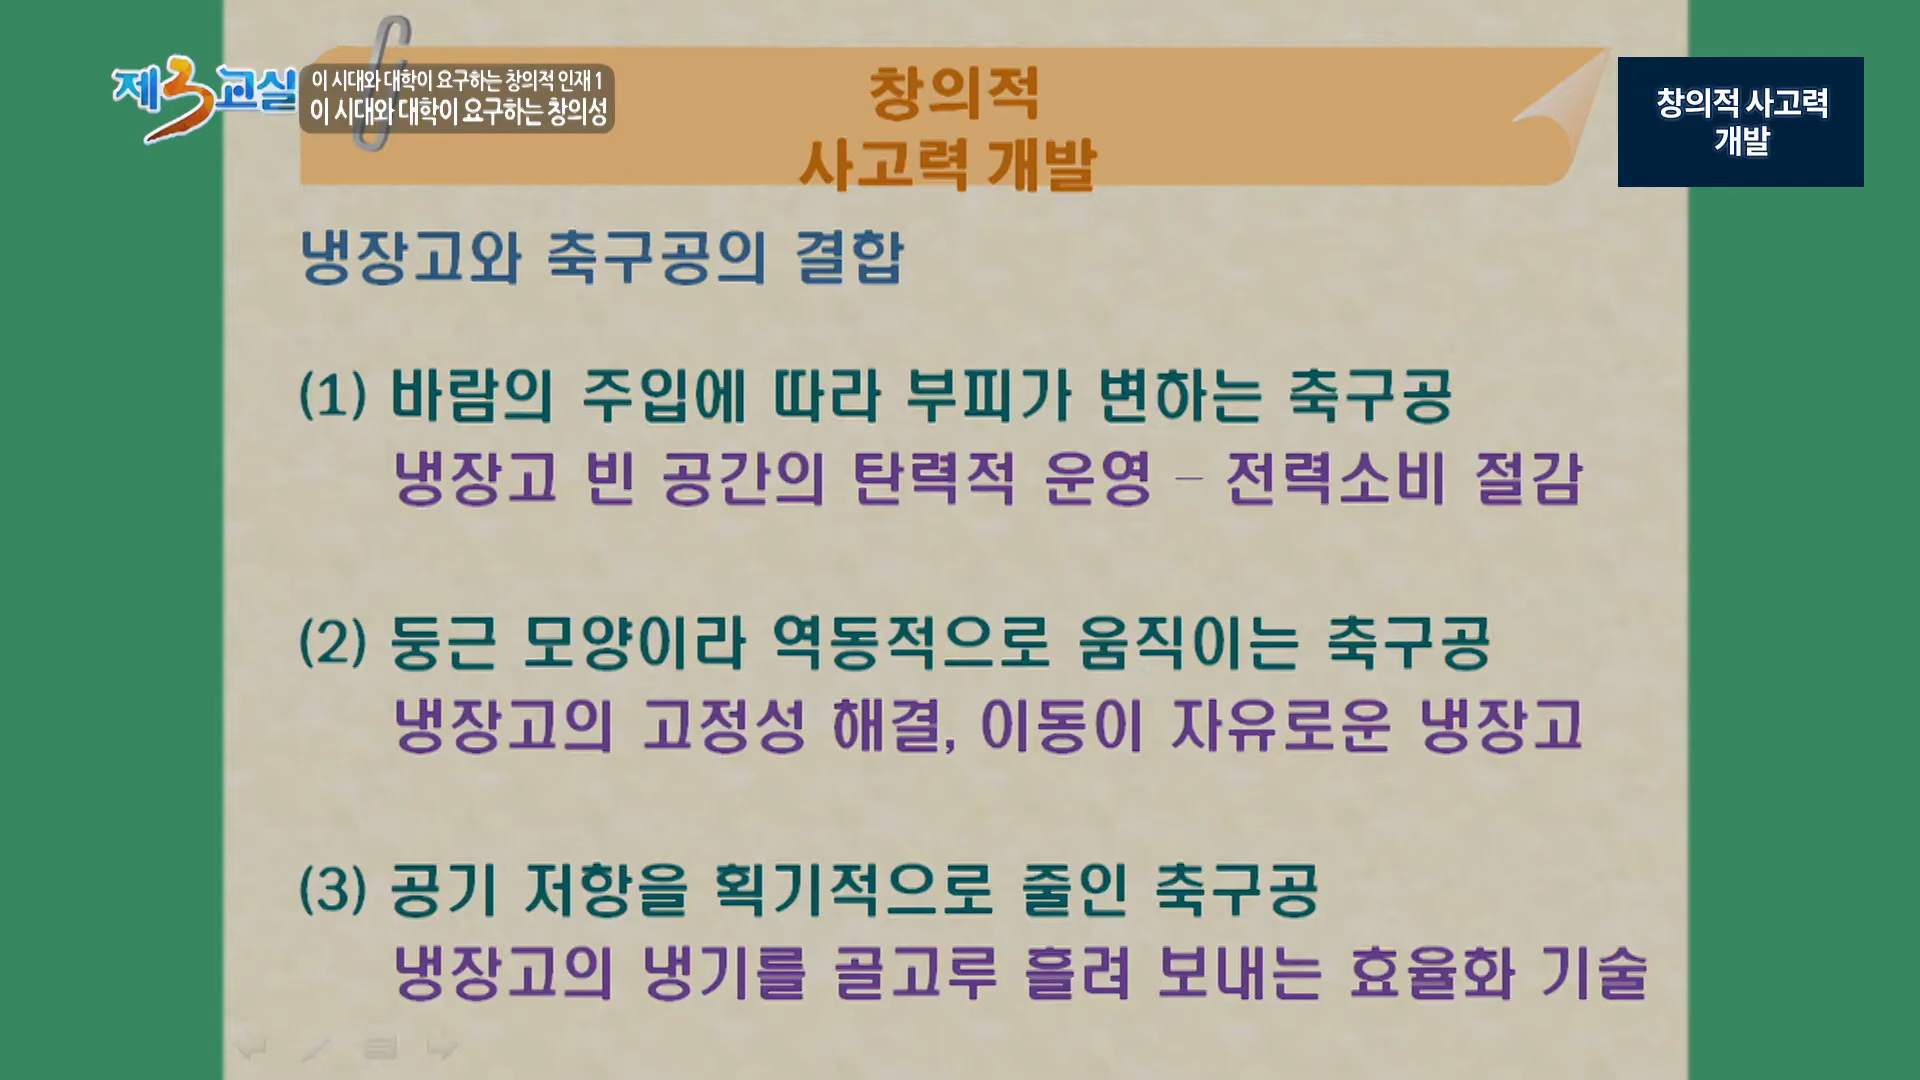 제3교실
이 시대와 대학이 요구하는 창의적 인재 1
이 시대와 대학이 요구하는 창의성
창의적
사고력 개발
창의적 사고력
개발
냉장고와 축구공의 결합
(1) 바람의 주입에 따라 부피가 변하는 축구공
냉장고 빈 공간의 탄력적 운영 – 전력소비 절감
(2) 둥근 모양이라 역동적으로 움직이는 축구공
냉장고의 고정성 해결, 이동이 자유로운 냉장고
(3) 공기 저항을 획기적으로 줄인 축구공
냉장고의 냉기를 골고루 흘려 보내는 효율화 기술